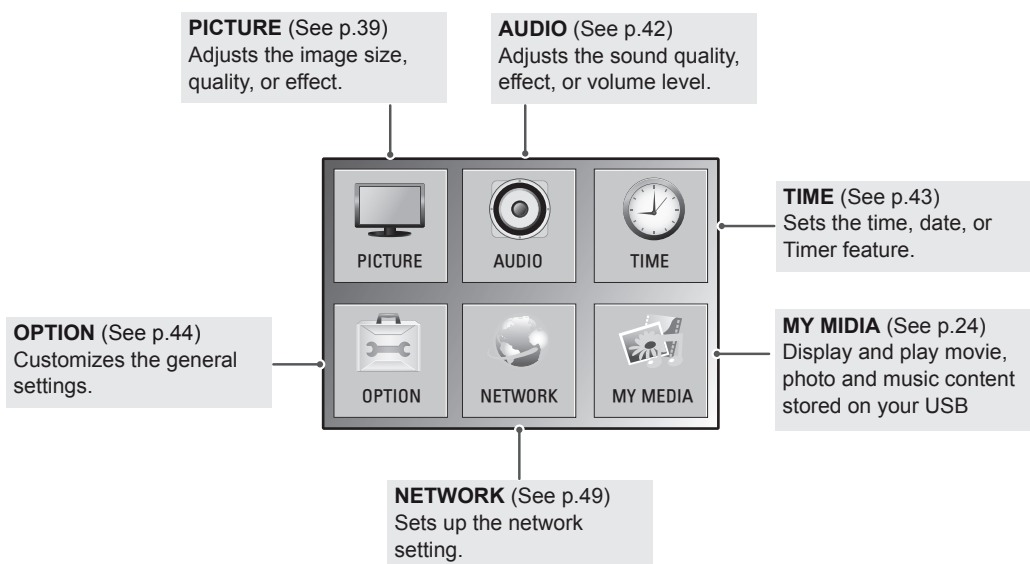 PICTURE (See p.39)
Adjusts the image size,
quality, or effect.
AUDIO (See p.42)
Adjusts the sound quality,
effect, or volume level.
PICTURE
AUDIO
TIME
TIME (See p.43)
Sets the time, date, or
Timer feature.
OPTION (See p.44)
Customizes the general
settings.
OPTION
NETWORK
MY MEDIA
MY MIDIA (See p.24)
Display and play movie,
photo and music content
stored on your USB
NETWORK (See p.49)
Sets up the network
setting.